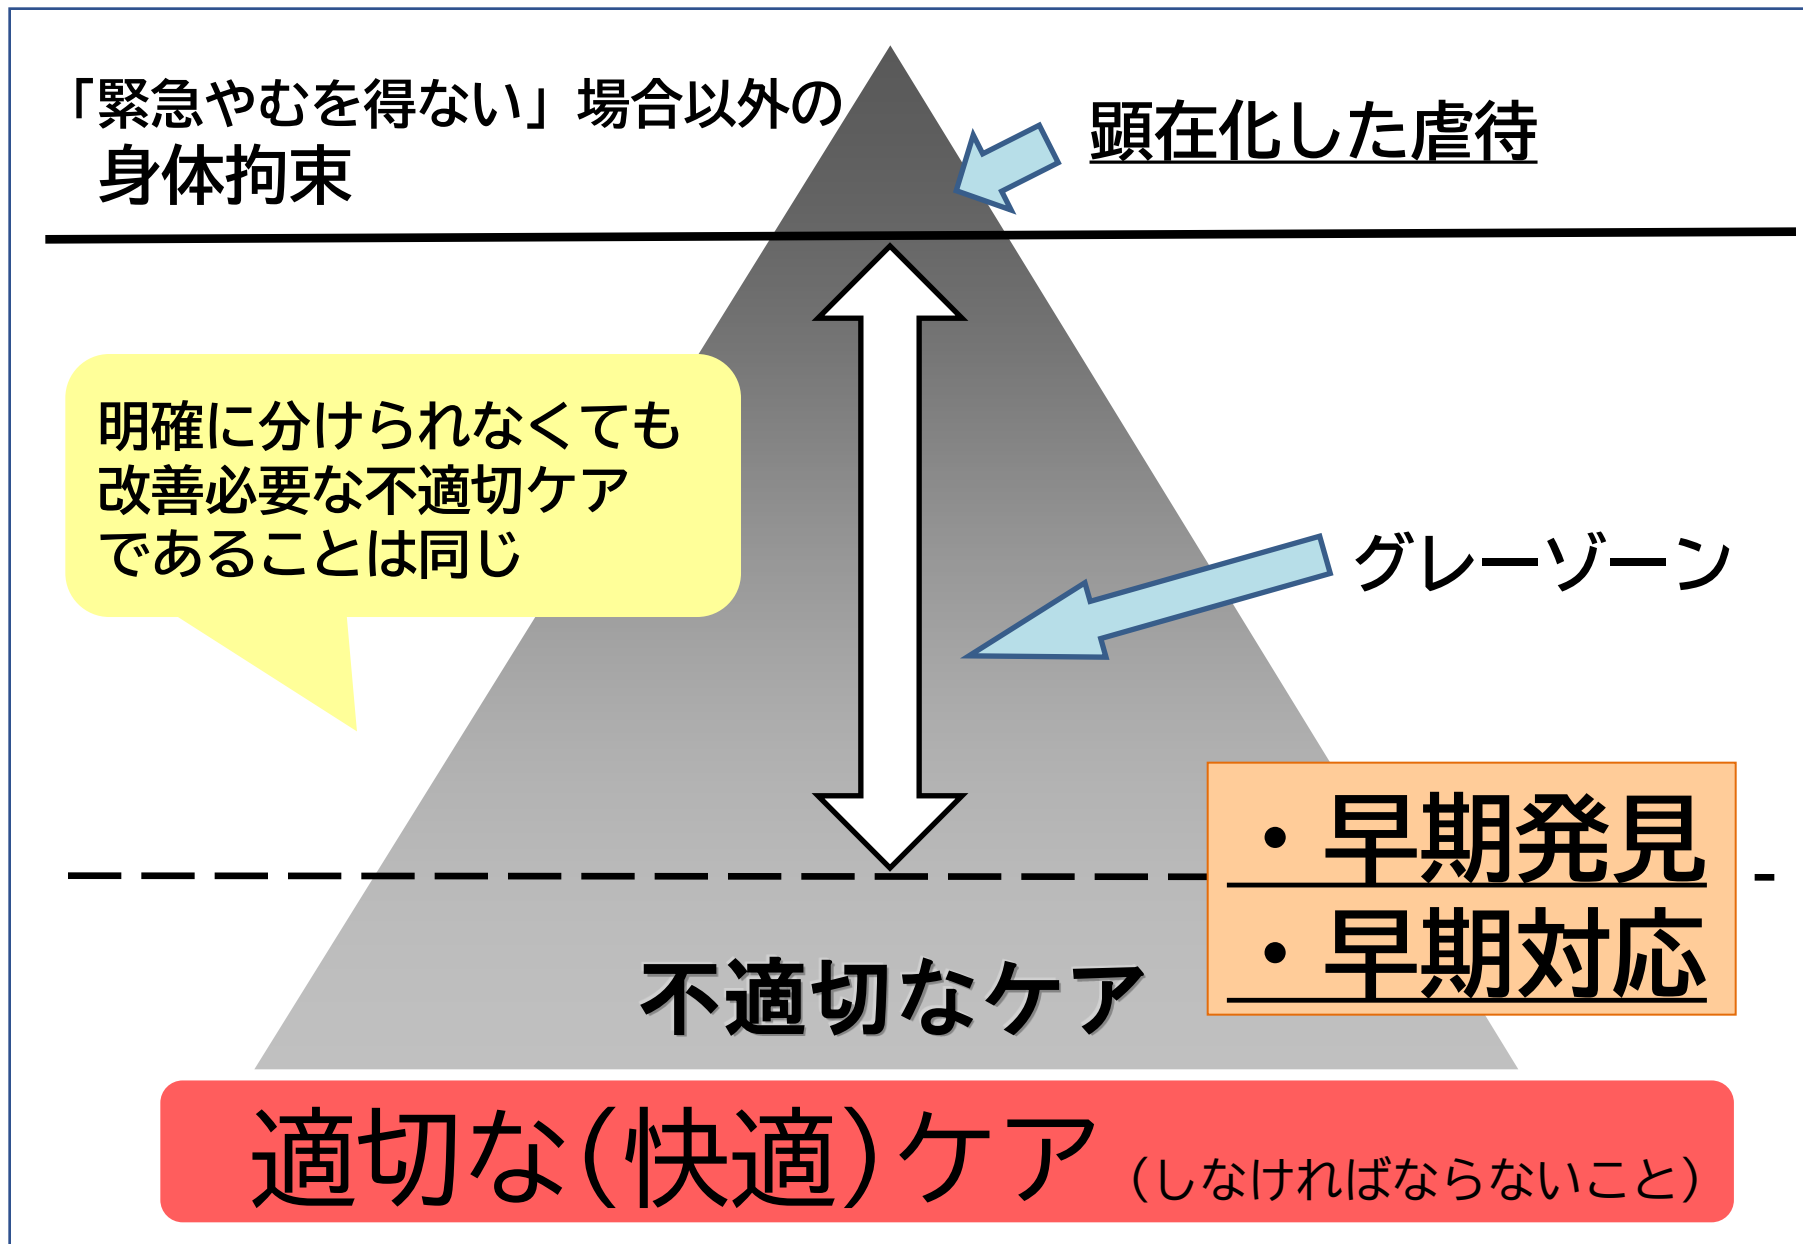 「緊急やむを得ない」場合以外の
身体拘束
顕在化した虐待
明確に分けられなくても
改善必要な不適切ケア
であることは同じ
グレーゾーン
・早期発見
・早期対応
不適切なケア
適切な（快適）ケア（しなければならないこと）